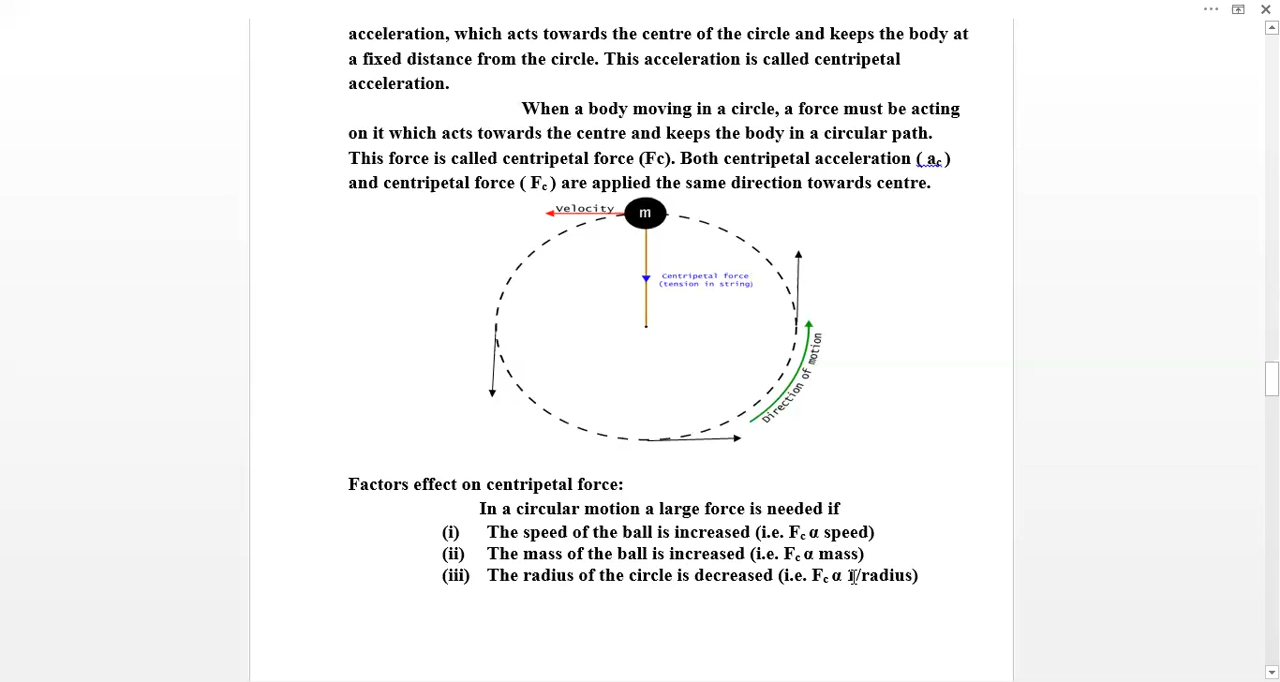 acceleration, which acts towards the centre of the circle and keeps the body at
a fixed distance from the circle. This acceleration is called centripetal
acceleration.
When a body moving in a circle, a force must be acting
on it which acts towards the centre and keeps the body in a circular path.
This force is called centripetal force (Fc). Both centripetal acceleration ( ac )
and centripetal force ( Fc ) are applied the same direction towards centre.
Velocity
m
Centripetal force
(tension in string)
Direction of motion
Factors effect on centripetal force:
In a circular motion a large force is needed if
(i) The speed of the ball is increased (i.e. Fc α speed)
(ii) The mass of the ball is increased (i.e. Fc α mass)
(iii) The radius of the circle is decreased (i.e. Fc α 1/radius)